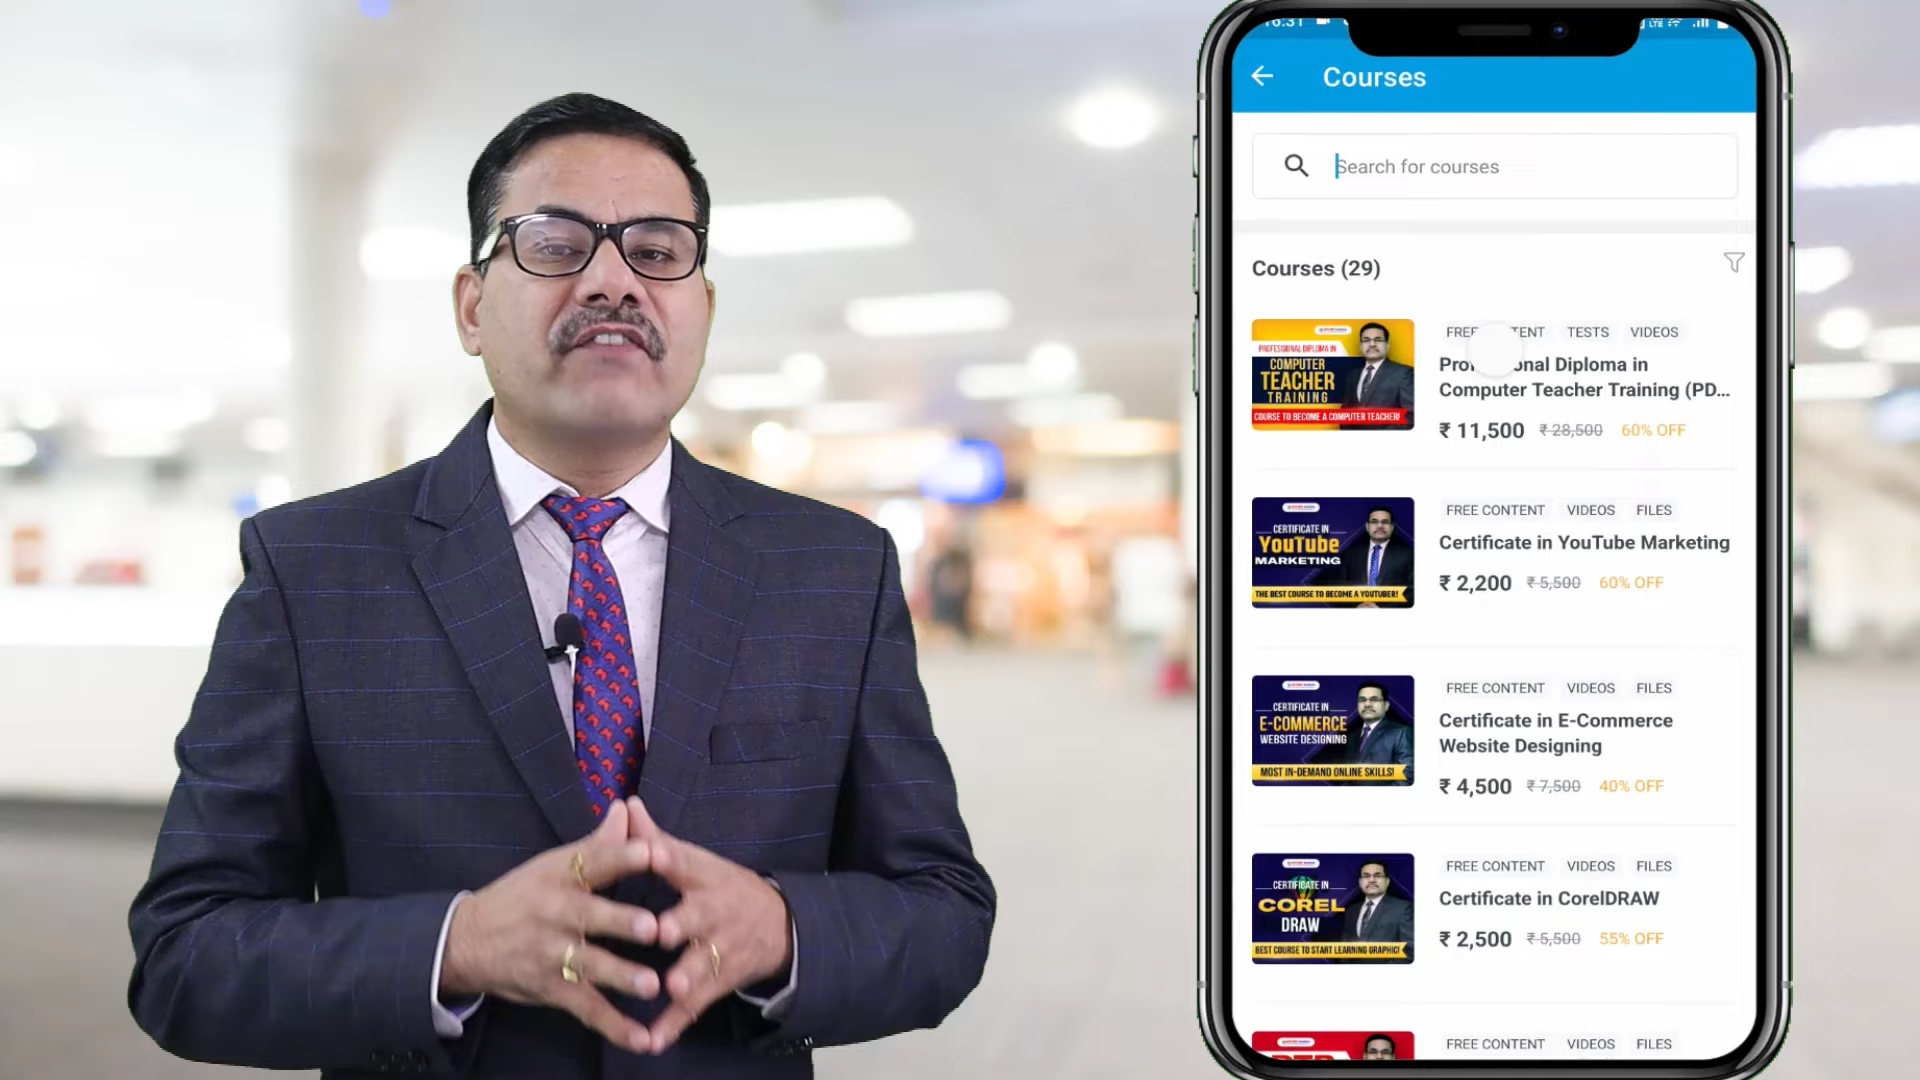 16:31
LTE
Courses
Search for courses
Courses (29)
PROFESSIONAL DIPLOMA IN
COMPUTER
TEACHER
TRAINING
COURSE TO BECOME A COMPUTER TEACHER!
TESTS
VIDEOS
Diploma in
Computer Teacher Training (PD...
₹ 11,500 ₹ 28,500 60% OFF
CERTIFICATE IN
YouTube
MARKETING
THE BEST COURSE TO BECOME A YOUTUBER!
FREE CONTENT VIDEOS FILES
Certificate in YouTube Marketing
₹ 2,200 ₹ 5,500 60% OFF
CERTIFICATE IN
E-COMMERCE
WEBSITE DESIGNING
MOST IN-DEMAND ONLINE SKILLS!
FREE CONTENT VIDEOS FILES
Certificate in E-Commerce
Website Designing
₹ 4,500 ₹ 7,500 40% OFF
CERTIFICATE IN
COREL
DRAW
BEST COURSE TO START LEARNING GRAPHIC!
FREE CONTENT VIDEOS FILES
Certificate in CorelDRAW
₹ 2,500 ₹ 5,500 55% OFF
FREE CONTENT VIDEOS FILES